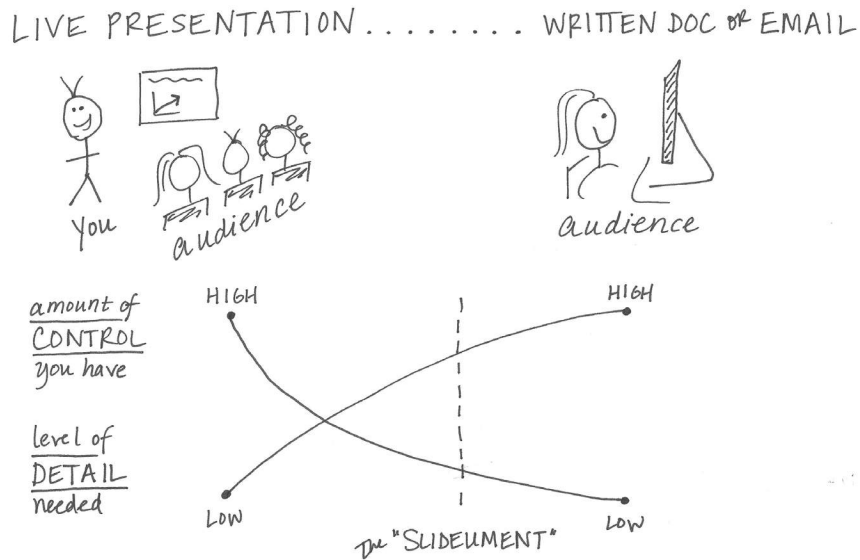 LIVE PRESENTATION........ WRITTEN DOC OR EMAIL
you
audience
audience
amount of
CONTROL
you have
HIGH
HIGH
level of
DETAIL
needed
LOW
LOW
The "SLIDEUMENT"